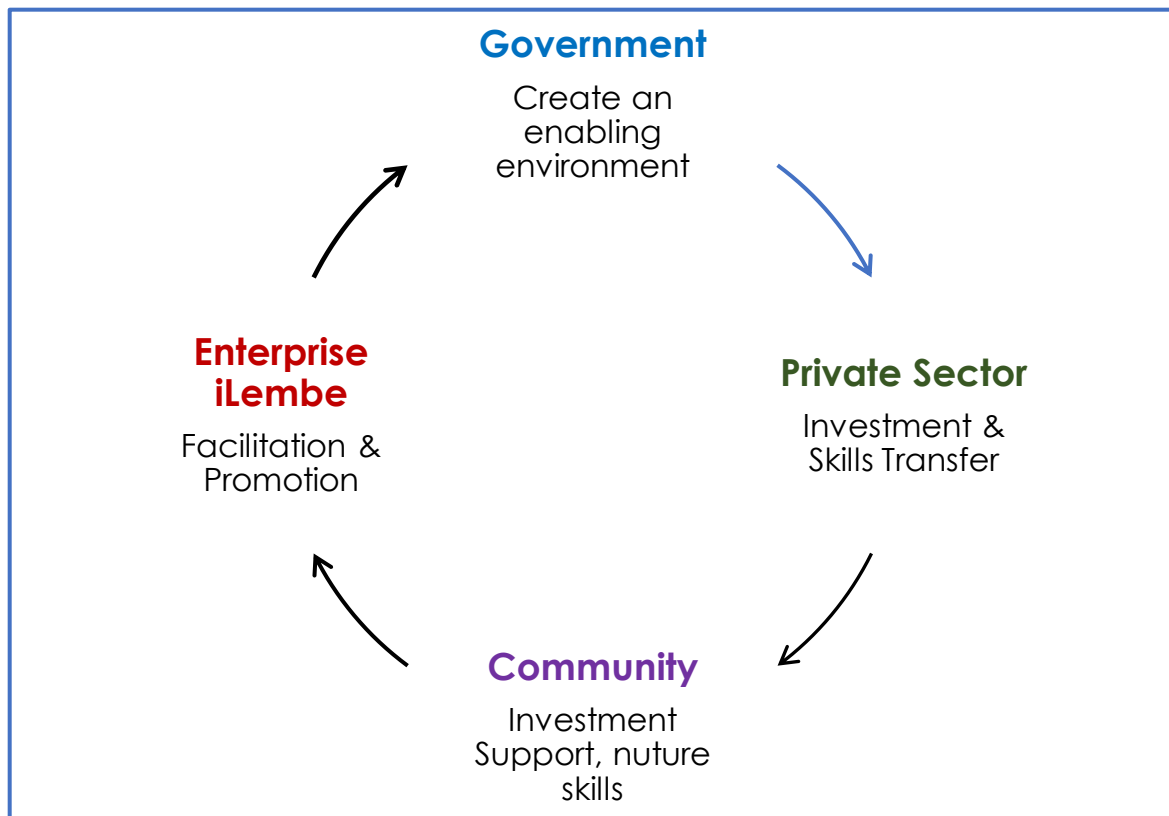 Government
Create an
enabling
environment
Private Sector
Investment &
Skills Transfer
Community
Investment
Support, nuture
skills
Enterprise
iLembe
Facilitation &
Promotion